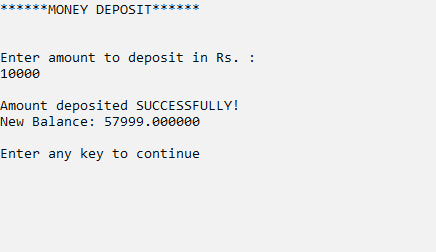 ******MONEY DEPOSIT******
Enter amount to deposit in Rs. :
10000
Amount deposited SUCCESSFULLY!
New Balance: 57999.000000
Enter any key to continue